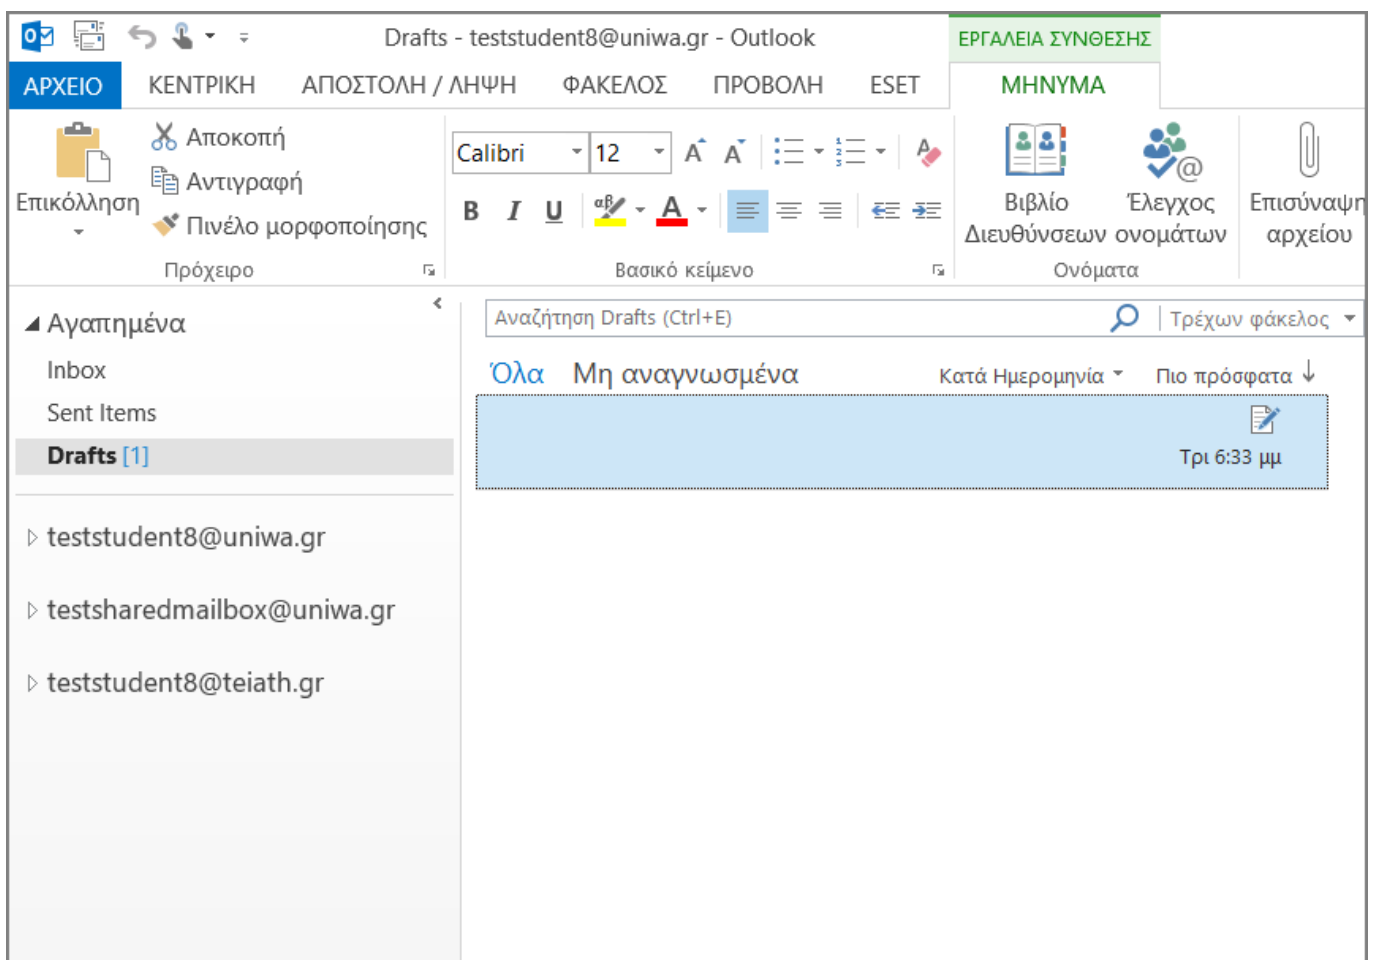 Drafts - teststudent8@uniwa.gr - Outlook
ΕΡΓΑΛΕΙΑ ΣΥΝΘΕΣΗΣ
ΑΡΧΕΙΟ ΚΕΝΤΡΙΚΗ ΑΠΟΣΤΟΛΗ / ΛΗΨΗ ΦΑΚΕΛΟΣ ΠΡΟΒΟΛΗ ESET ΜΗΝΥΜΑ
Επικόλληση
Αποκοπή
Αντιγραφή
Πινέλο μορφοποίησης
Πρόχειρο
Calibri 12
B I U
Βασικό κείμενο
Βιβλίο
Διευθύνσεων
Έλεγχος
ονομάτων
Ονόματα
Επισύναψη
αρχείου
Αγαπημένα
Inbox
Sent Items
Drafts [1]
teststudent8@uniwa.gr
testsharedmailbox@uniwa.gr
teststudent8@teiath.gr
Αναζήτηση Drafts (Ctrl+E) Τρέχων φάκελος
Όλα Μη αναγνωσμένα Κατά Ημερομηνία Πιο πρόσφατα
Τρι 6:33 μμ